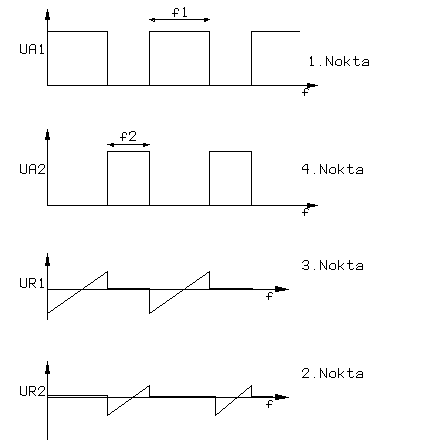 f1
UA1
1.Nokta
f
f2
UA2
4.Nokta
f
3.Nokta
UR1
f
2.Nokta
UR2
f